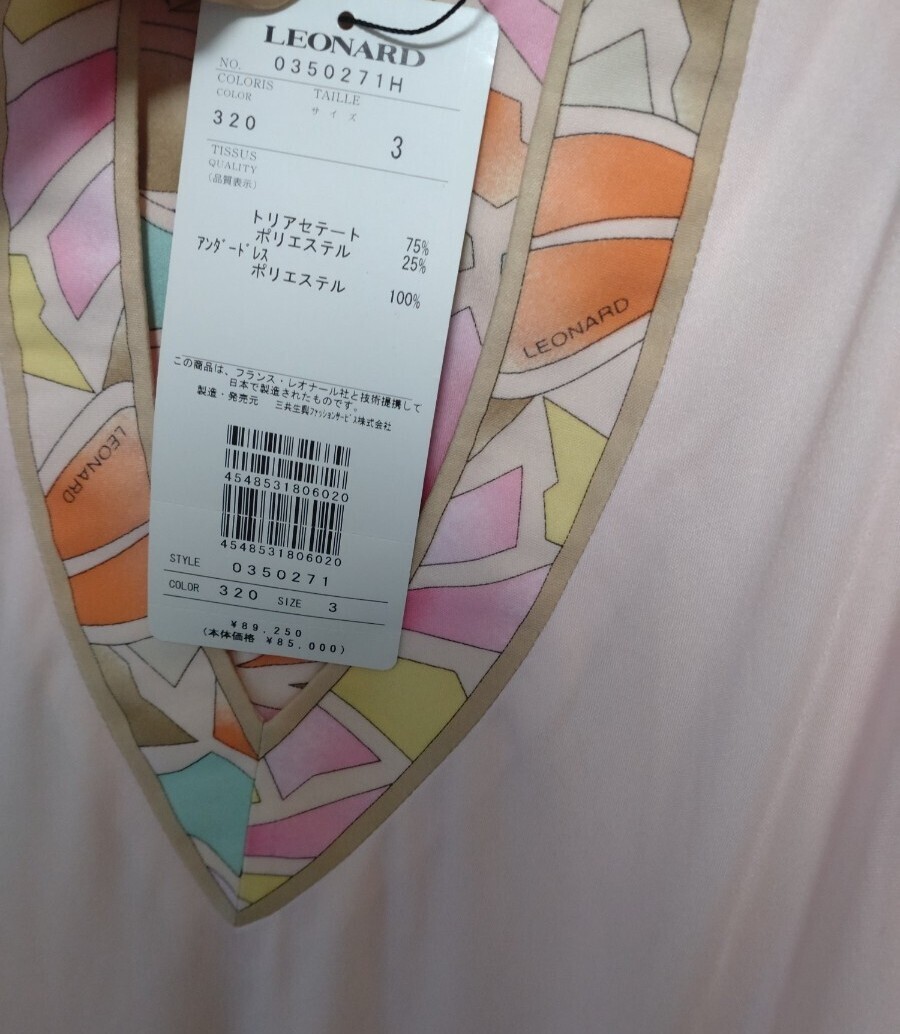 LEONARD
NO. 0350271H
COLORIS
COLOR
TAILLE
サイズ
320
3
TISSUS
QUALITY
(品質表示)
トリアセテート 75%
ポリエステル 25%
アンダードレス
ポリエステル 100%
この商品は、フランス・レオナール社と技術提携して
日本で製造されたものです。
製造・発売元 三共生興ファッションサービス株式会社
4548531806020
4548531806020
STYLE 0350271
COLOR 320 SIZE 3
¥89,250
(本体価格 ¥85,000)
LEONARD
LEONARD